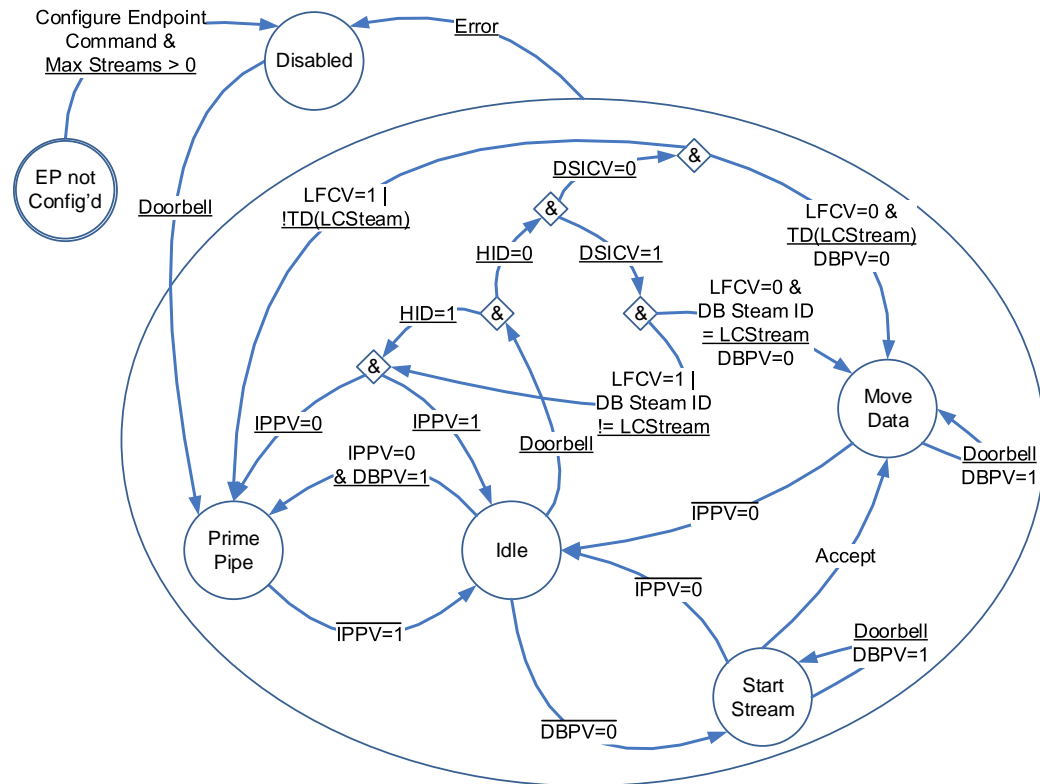 Configure Endpoint
Command &
Max Streams > 0
Disabled
Error
EP not
Config'd
Doorbell
LFCV=1 |
!TD(LCSteam)
DSICV=0
&
&
HID=0
DSICV=1
LFCV=0 &
TD(LCStream)
DBPV=0
HID=1
&
&
LFCV=0 &
DB Steam ID
= LCStream
DBPV=0
&
LFCV=1 |
DB Steam ID
!= LCStream
Move
Data
IPPV=0
IPPV=1
Doorbell
Doorbell
DBPV=1
IPPV=0
& DBPV=1
IPPV=0
Prime
Pipe
Idle
Accept
IPPV=0
IPPV=1
Doorbell
DBPV=1
Start
Stream
DBPV=0